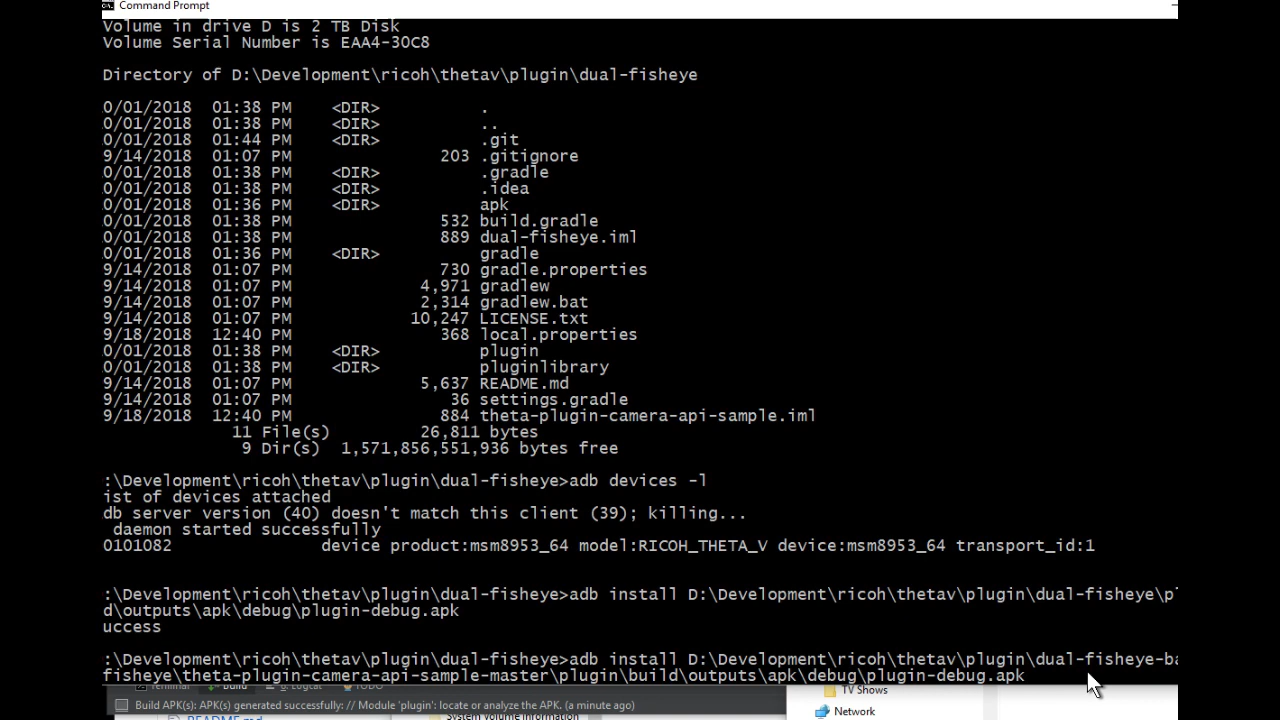 Command Prompt
Volume in drive D is 2 TB Disk
Volume Serial Number is EAA4-30C8
Directory of D:\Development\ricoh\thetav\plugin\dual-fisheye
0/01/2018 01:38 PM <DIR> .
0/01/2018 01:38 PM <DIR> ..
0/01/2018 01:44 PM <DIR> .git
9/14/2018 01:07 PM 203 .gitignore
0/01/2018 01:38 PM <DIR> .gradle
0/01/2018 01:38 PM <DIR> .idea
0/01/2018 01:36 PM <DIR> apk
0/01/2018 01:38 PM 532 build.gradle
0/01/2018 01:38 PM 889 dual-fisheye.iml
0/01/2018 01:36 PM <DIR> gradle
9/14/2018 01:07 PM 730 gradle.properties
9/14/2018 01:07 PM 4,971 gradlew
9/14/2018 01:07 PM 2,314 gradlew.bat
9/14/2018 01:07 PM 10,247 LICENSE.txt
9/18/2018 12:40 PM 368 local.properties
0/01/2018 01:38 PM <DIR> plugin
0/01/2018 01:38 PM <DIR> pluginlibrary
9/14/2018 01:07 PM 5,637 README.md
9/14/2018 01:07 PM 36 settings.gradle
9/18/2018 12:40 PM 884 theta-plugin-camera-api-sample.iml
11 File(s) 26,811 bytes
9 Dir(s) 1,571,856,551,936 bytes free
:\Development\ricoh\thetav\plugin\dual-fisheye>adb devices -l
ist of devices attached
db server version (40) doesn't match this client (39); killing...
daemon started successfully
0101082 device product:msm8953_64 model:RICOH_THETA_V device:msm8953_64 transport_id:1
:\Development\ricoh\thetav\plugin\dual-fisheye>adb install D:\Development\ricoh\thetav\plugin\dual-fisheye\pl
d\outputs\apk\debug\plugin-debug.apk
uccess
:\Development\ricoh\thetav\plugin\dual-fisheye>adb install D:\Development\ricoh\thetav\plugin\dual-fisheye-ba
fisheye\theta-plugin-camera-api-sample-master\plugin\build\outputs\apk\debug\plugin-debug.apk
Terminal Build 6: Logcat TODO
TV Shows
Build APK(s): APK(s) generated successfully: // Module 'plugin': locate or analyze the APK. (a minute ago)
Network
README.md
System Volume Information